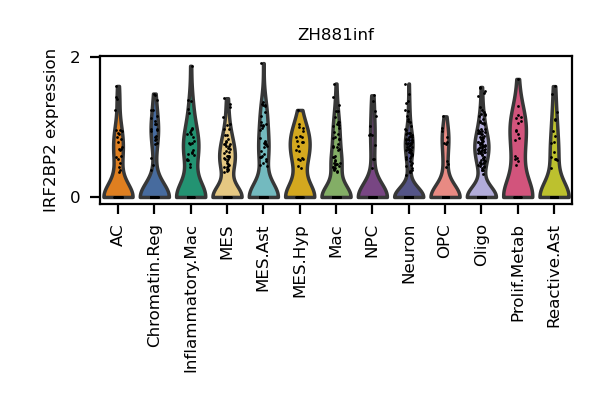 ZH881inf
IRF2BP2 expression
2
0
AC
Chromatin.Reg
Inflammatory.Mac
MES
MES.Ast
MES.Hyp
Mac
NPC
Neuron
OPC
Oligo
Prolif.Metab
Reactive.Ast